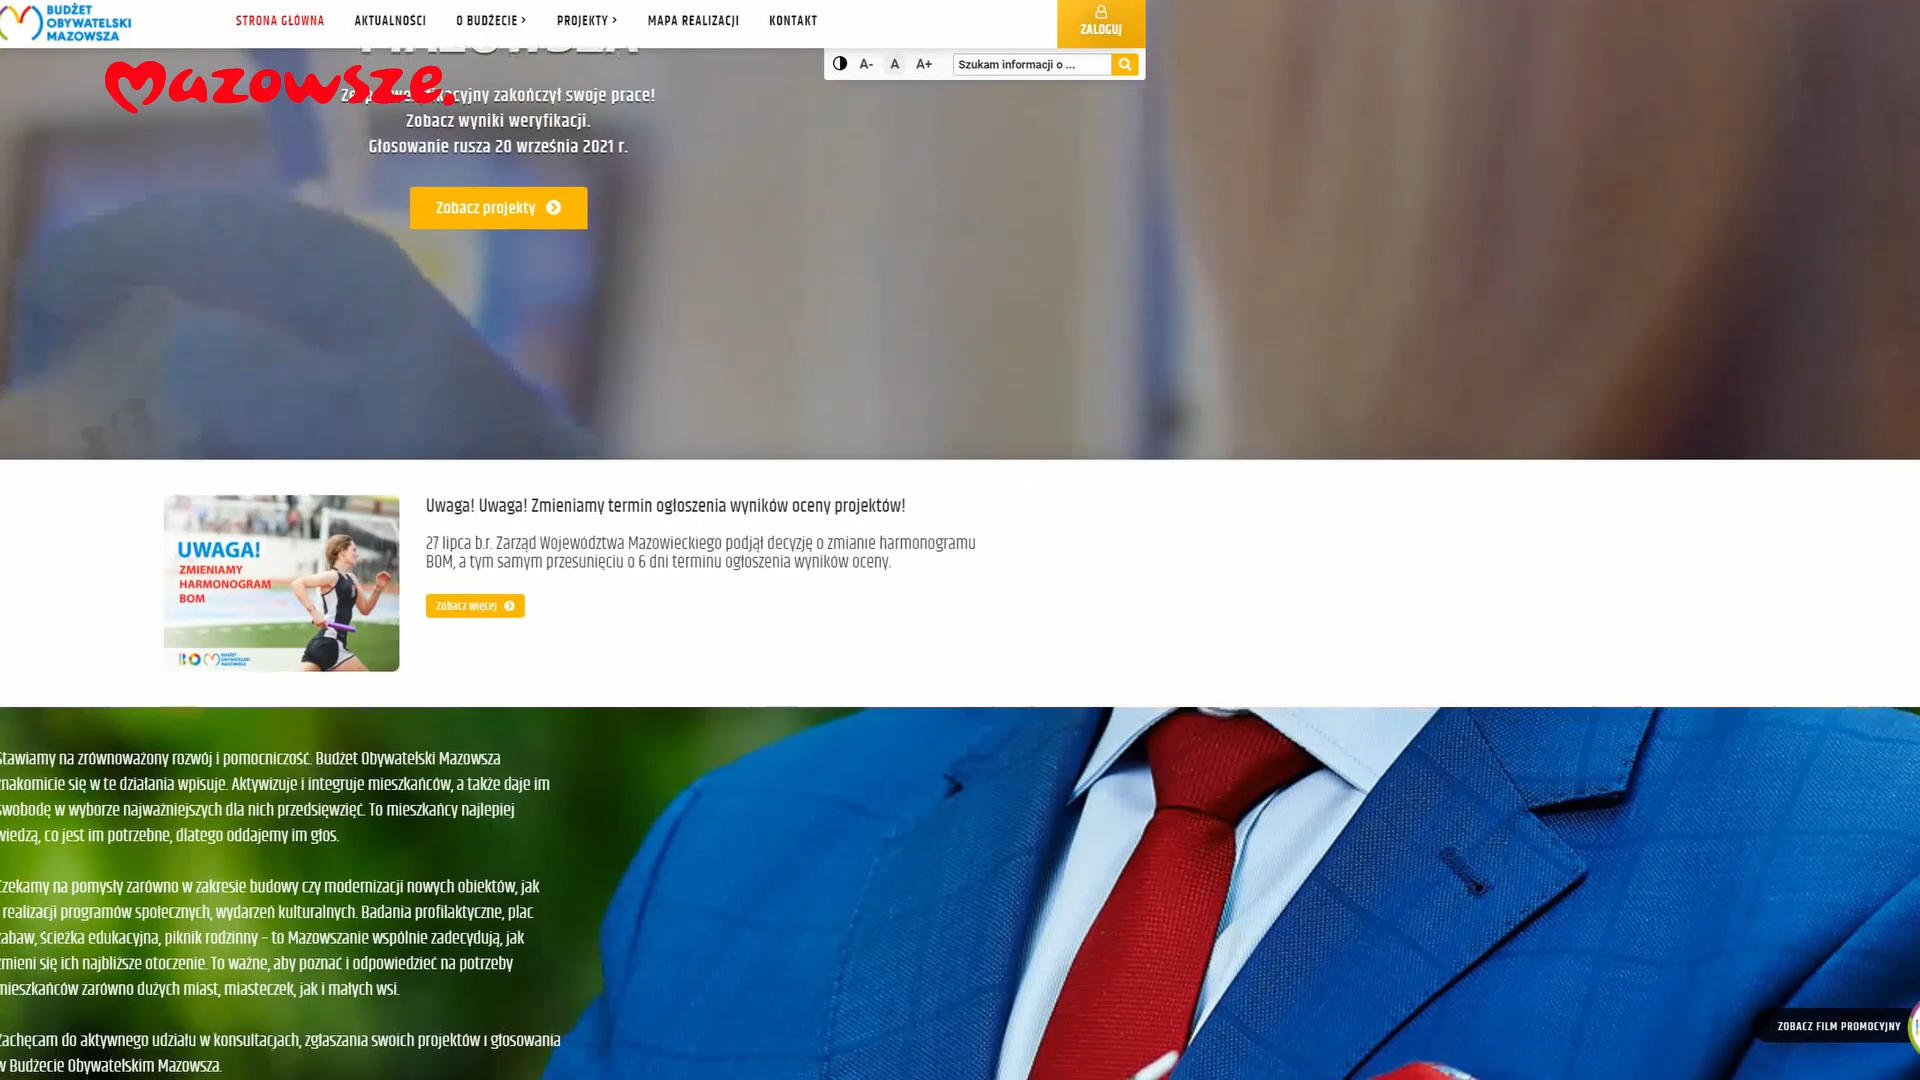 BUDŻET
OBYWATELSKI
MAZOWSZA
STRONA GŁÓWNA
AKTUALNOŚCI
O BUDŻECIE
PROJEKTY
MAPA REALIZACJI
KONTAKT
ZALOGUJ
A- A A+
Szukam informacji o ...
mazowsze.
zakończył swoje prace!
Zobacz wyniki weryfikacji.
Głosowanie rusza 20 września 2021 r.
Zobacz projekty
UWAGA!
ZMIENIAMY
HARMONOGRAM
BOM
BUDŻET
OBYWATELSKI
MAZOWSZA
Uwaga! Uwaga! Zmieniamy termin ogłoszenia wyników oceny projektów!
27 lipca b.r. Zarząd Województwa Mazowieckiego podjął decyzję o zmianie harmonogramu
BOM, a tym samym przesunięciu o 6 dni terminu ogłoszenia wyników oceny.
Zobacz więcej
Stawiamy na zrównoważony rozwój i pomocniczość. Budżet Obywatelski Mazowsza
znakomicie się w te działania wpisuje. Aktywizuje i integruje mieszkańców, a także daje im
swobodę w wyborze najważniejszych dla nich przedsięwzięć. To mieszkańcy najlepiej
wiedzą, co jest im potrzebne, dlatego oddajemy im głos.
Czekamy na pomysły zarówno w zakresie budowy czy modernizacji nowych obiektów, jak
realizacji programów społecznych, wydarzeń kulturalnych. Badania profilaktyczne, plac
zabaw, ścieżka edukacyjna, piknik rodzinny – to Mazowszanie wspólnie zadecydują, jak
zmieni się ich najbliższe otoczenie. To ważne, aby poznać i odpowiedzieć na potrzeby
mieszkańców zarówno dużych miast, miasteczek, jak i małych wsi.
Zachęcam do aktywnego udziału w konsultacjach, zgłaszania swoich projektów i głosowania
w Budżecie Obywatelskim Mazowsza.
ZOBACZ FILM PROMOCYJNY